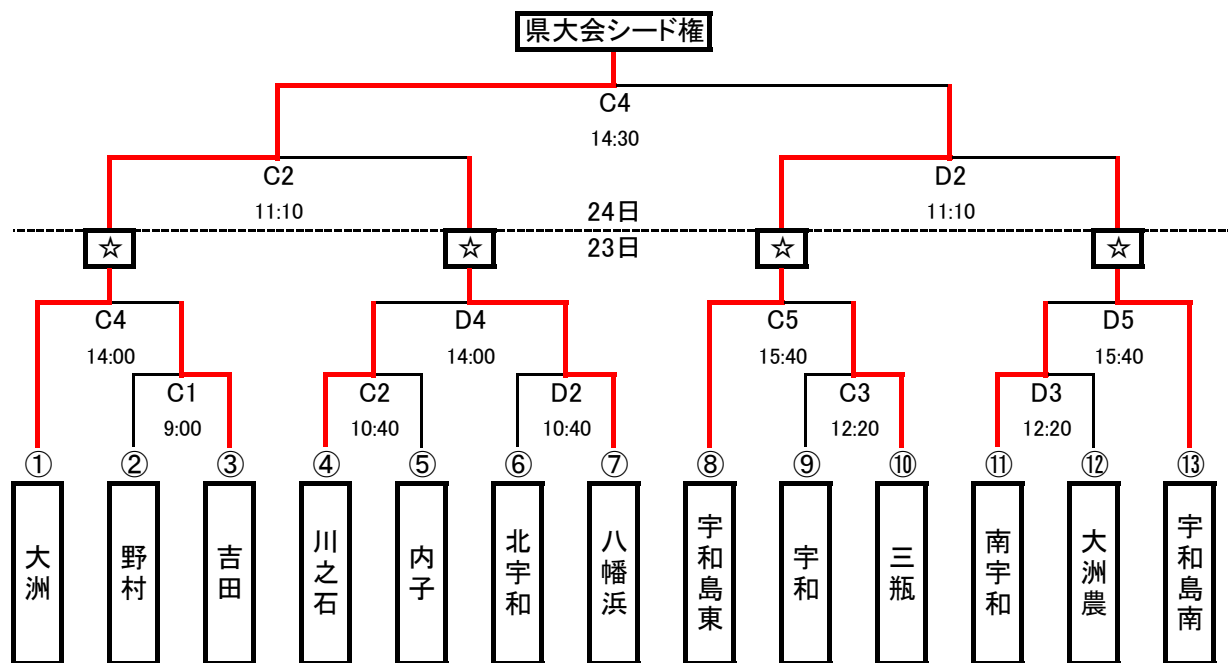 県大会シード権
C4
14:30
C2
D2
11:10
24日
11:10
☆
☆
23日
☆
☆
C4
D4
C5
D5
14:00
14:00
15:40
15:40
C1
C2
D2
C3
D3
9:00
10:40
10:40
12:20
12:20
① ② ③ ④ ⑤ ⑥ ⑦ ⑧ ⑨ ⑩ ⑪ ⑫ ⑬
大洲
野村
吉田
川之石
内子
北宇和
八幡浜
宇和島東
宇和
三瓶
南宇和
大洲農
宇和島南